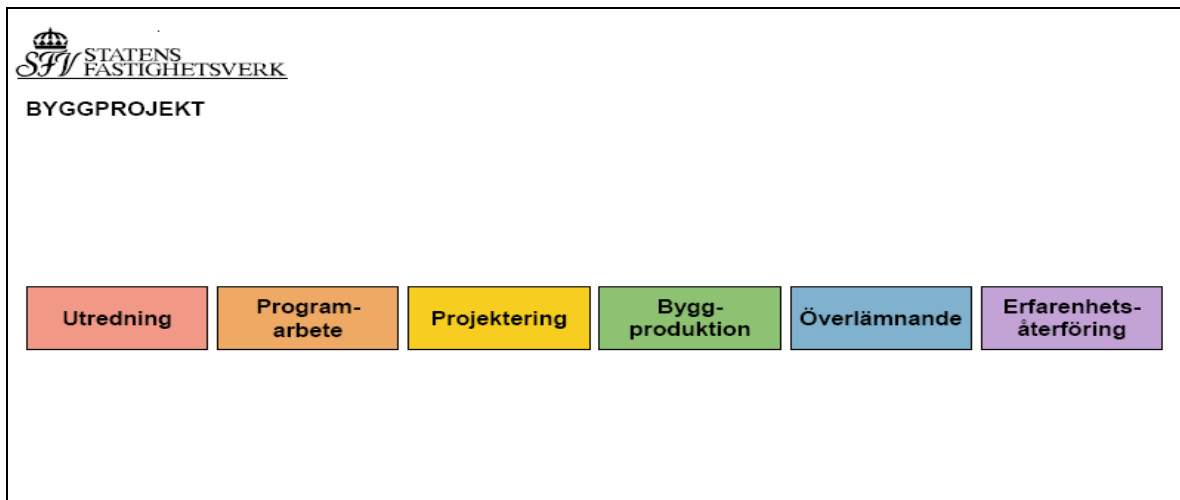 SFV STATENS
FASTIGHETSVERK
BYGGPROJEKT
Utredning
Program-
arbete
Projektering
Bygg-
produktion
Överlämnande
Erfarenhets-
återföring